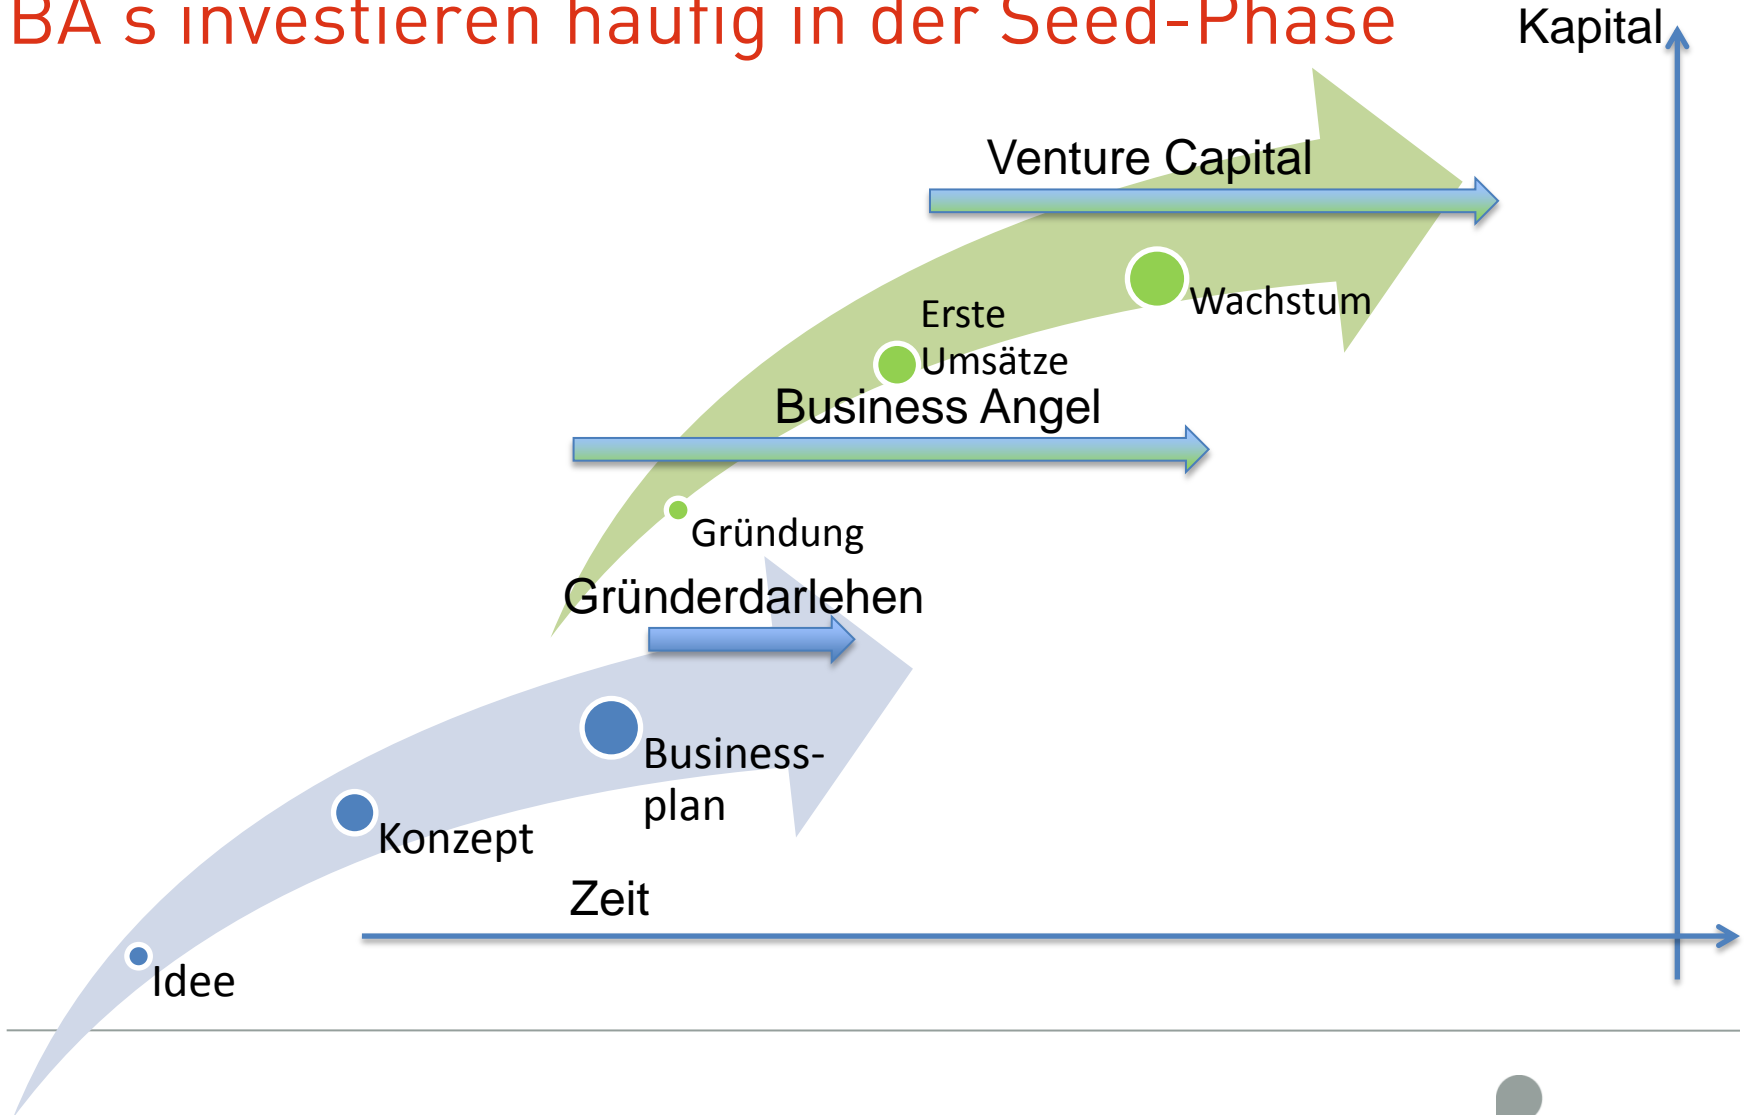 BA s investieren häufig in der Seed-Phase
Kapital
Venture Capital
Wachstum
Erste
Umsätze
Business Angel
Gründung
Gründerdarlehen
Business-
plan
Konzept
Zeit
Idee